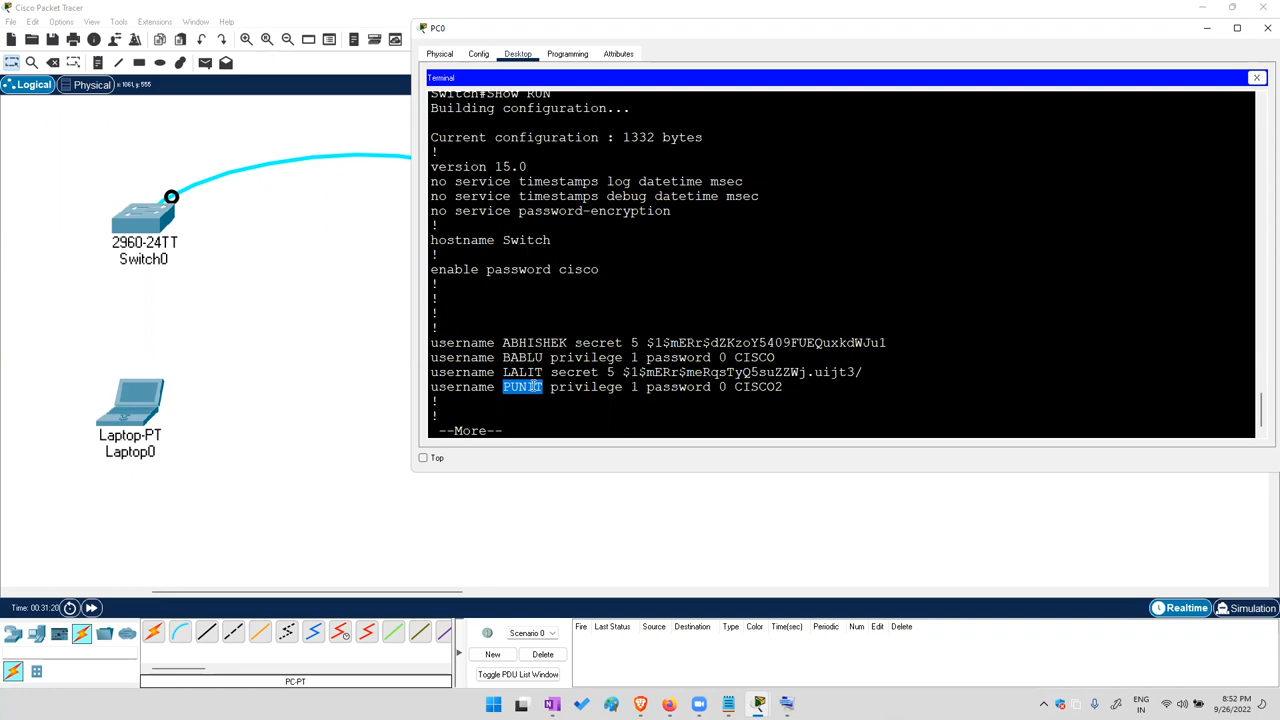 Cisco Packet Tracer
File Edit Options View Tools Extensions Window Help
Logical Physical x: 1061, y: 555
2960-24TT
Switch0
Laptop-PT
Laptop0
PC0
Physical Config Desktop Programming Attributes
Terminal X
Switch#SHOW RUN
Building configuration...
Current configuration : 1332 bytes
!
version 15.0
no service timestamps log datetime msec
no service timestamps debug datetime msec
no service password-encryption
!
hostname Switch
!
enable password cisco
!
!
!
!
username ABHISHEK secret 5 $1$mERr$dZKzoY5409FUEQuxkdWJu1
username BABLU privilege 1 password 0 CISCO
username LALIT secret 5 $1$mERr$meRqsTyQ5suZZWj.uijt3/
username PUNIT privilege 1 password 0 CISCO2
!
!
--More--
Top
Time: 00:31:20
Realtime Simulation
Scenario 0
New Delete
Toggle PDU List Window
Fire Last Status Source Destination Type Color Time(sec) Periodic Num Edit Delete
PC-PT
ENG
IN
8:52 PM
9/26/2022